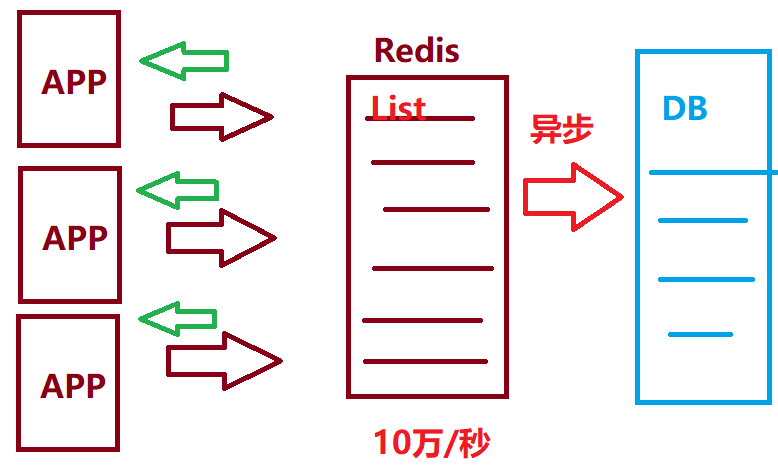 APP
APP
APP
Redis
List
10万/秒
异步
DB